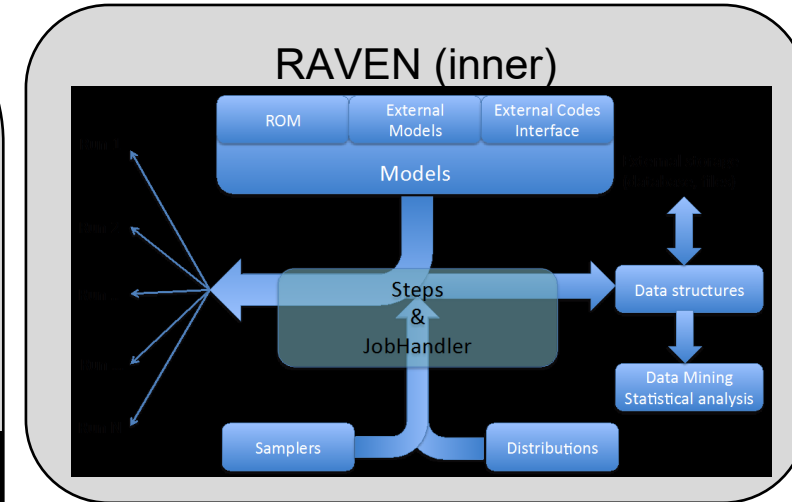 RAVEN (inner)
ROM
External
Models
External Codes
Interface
Models
Steps
&
JobHandler
Data structures
Data Mining
Statistical analysis
Samplers
Distributions